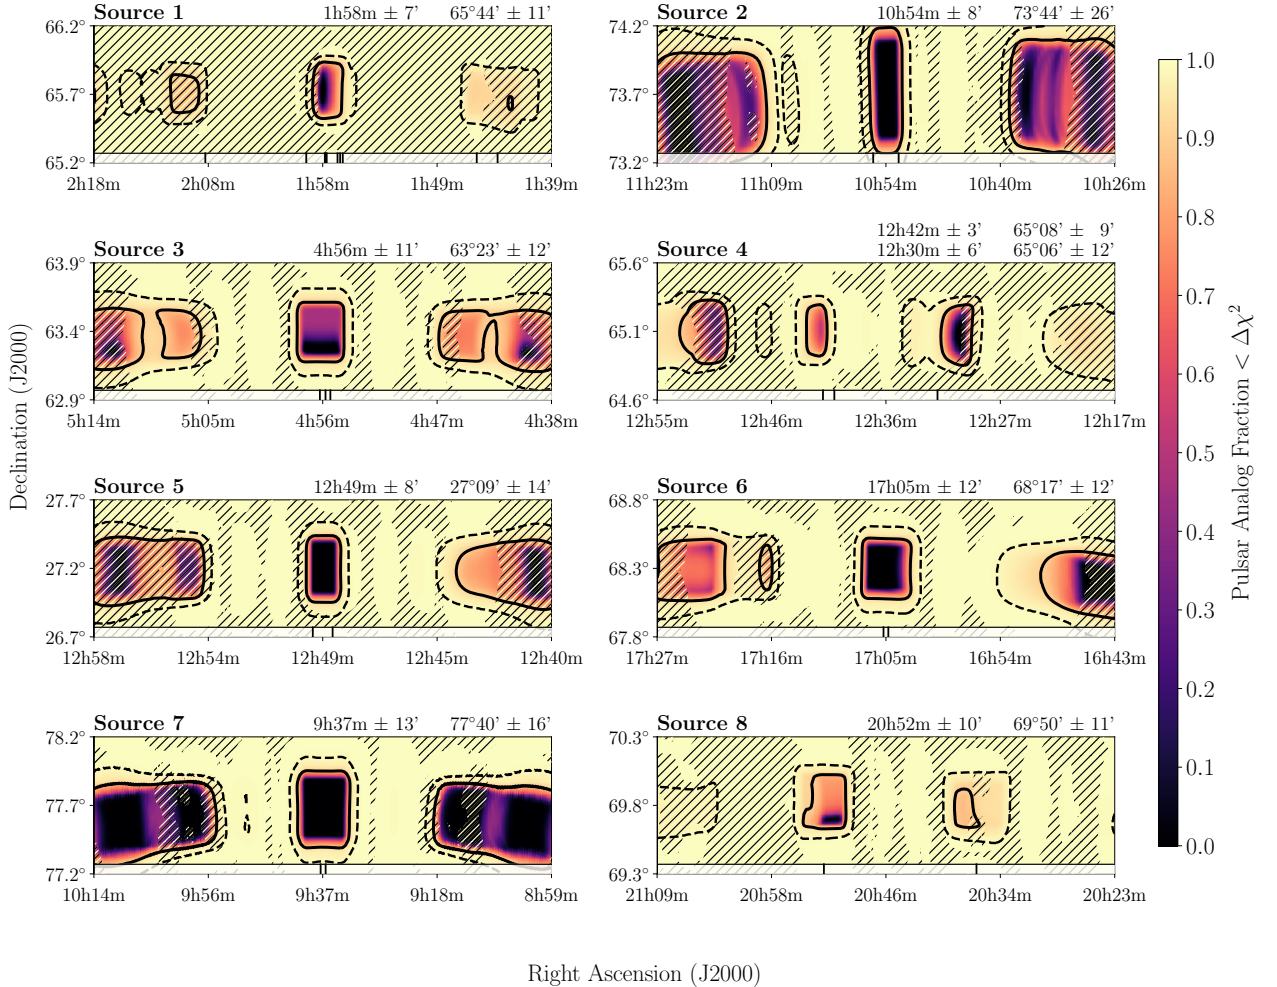 Source 1 1h58m ± 7' 65°44' ± 11'
66.2°
65.7°
65.2°
2h18m 2h08m 1h58m 1h49m 1h39m
Source 2 10h54m ± 8' 73°44' ± 26'
74.2°
73.7°
73.2°
11h23m 11h09m 10h54m 10h40m 10h26m
Source 3 4h56m ± 11' 63°23' ± 12'
63.9°
63.4°
62.9°
5h14m 5h05m 4h56m 4h47m 4h38m
12h42m ± 3' 65°08' ± 9'
Source 4 12h30m ± 6' 65°06' ± 12'
65.6°
65.1°
64.6°
12h55m 12h46m 12h36m 12h27m 12h17m
Source 5 12h49m ± 8' 27°09' ± 14'
27.7°
27.2°
26.7°
12h58m 12h54m 12h49m 12h45m 12h40m
Source 6 17h05m ± 12' 68°17' ± 12'
68.8°
68.3°
67.8°
17h27m 17h16m 17h05m 16h54m 16h43m
Source 7 9h37m ± 13' 77°40' ± 16'
78.2°
77.7°
77.2°
10h14m 9h56m 9h37m 9h18m 8h59m
Source 8 20h52m ± 10' 69°50' ± 11'
70.3°
69.8°
69.3°
21h09m 20h58m 20h46m 20h34m 20h23m
Declination (J2000)
Right Ascension (J2000)
1.0
0.9
0.8
0.7
0.6
0.5
0.4
0.3
0.2
0.1
0.0
Pulsar Analog Fraction < Δχ²